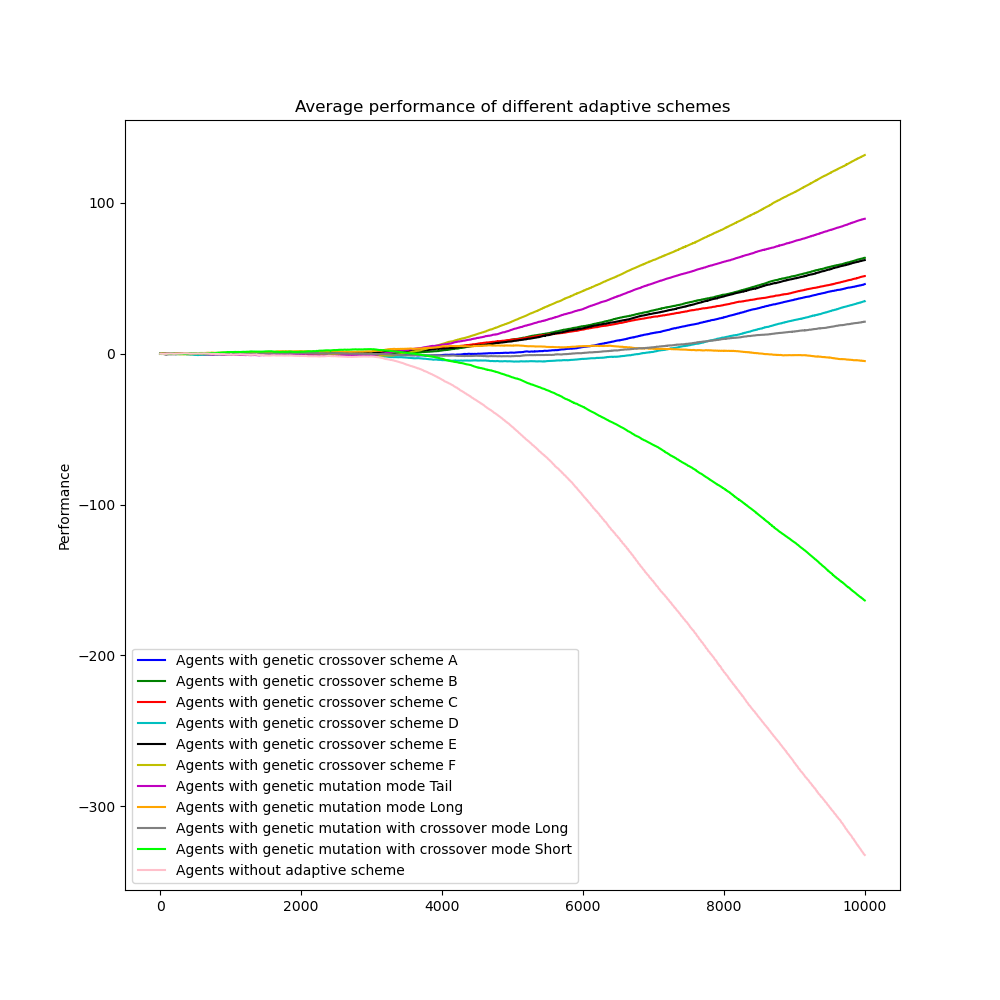 Average performance of different adaptive schemes
Performance
100
0
−100
−200
−300
0
2000
4000
6000
8000
10000
Agents with genetic crossover scheme A
Agents with genetic crossover scheme B
Agents with genetic crossover scheme C
Agents with genetic crossover scheme D
Agents with genetic crossover scheme E
Agents with genetic crossover scheme F
Agents with genetic mutation mode Tail
Agents with genetic mutation mode Long
Agents with genetic mutation with crossover mode Long
Agents with genetic mutation with crossover mode Short
Agents without adaptive scheme